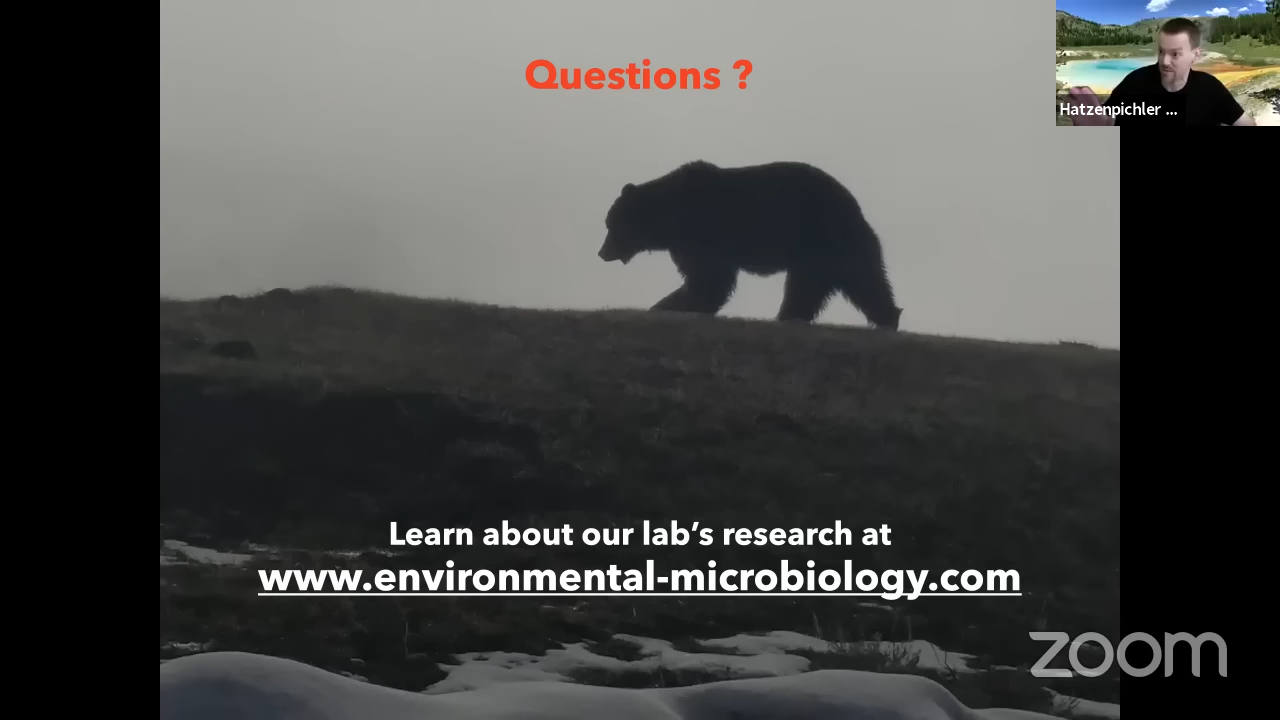 Questions ?
Hatzenpichler ...
Learn about our lab’s research at
www.environmental-microbiology.com
zoom